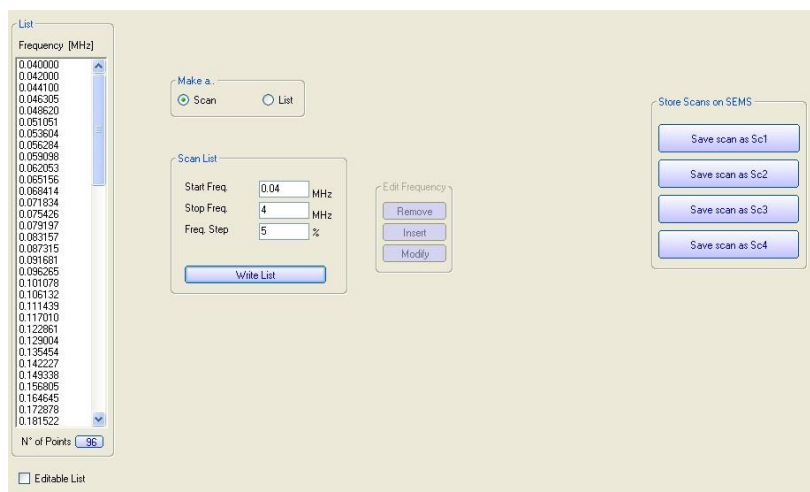 List
Frequency [MHz]
0.040000
0.042000
0.044100
0.046305
0.048620
0.051051
0.053604
0.056284
0.059098
0.062053
0.065156
0.068414
0.071834
0.075426
0.079197
0.083157
0.087315
0.091681
0.096265
0.101078
0.106132
0.111439
0.117010
0.122861
0.129004
0.135454
0.142227
0.149338
0.156805
0.164645
0.172878
0.181522
N° of Points 96
Editable List
Make a..
Scan List
Scan List
Start Freq. 0.04 MHz
Stop Freq. 4 MHz
Freq. Step 5 %
Write List
Edit Frequency
Remove
Insert
Modify
Store Scans on SEMS
Save scan as Sc1
Save scan as Sc2
Save scan as Sc3
Save scan as Sc4